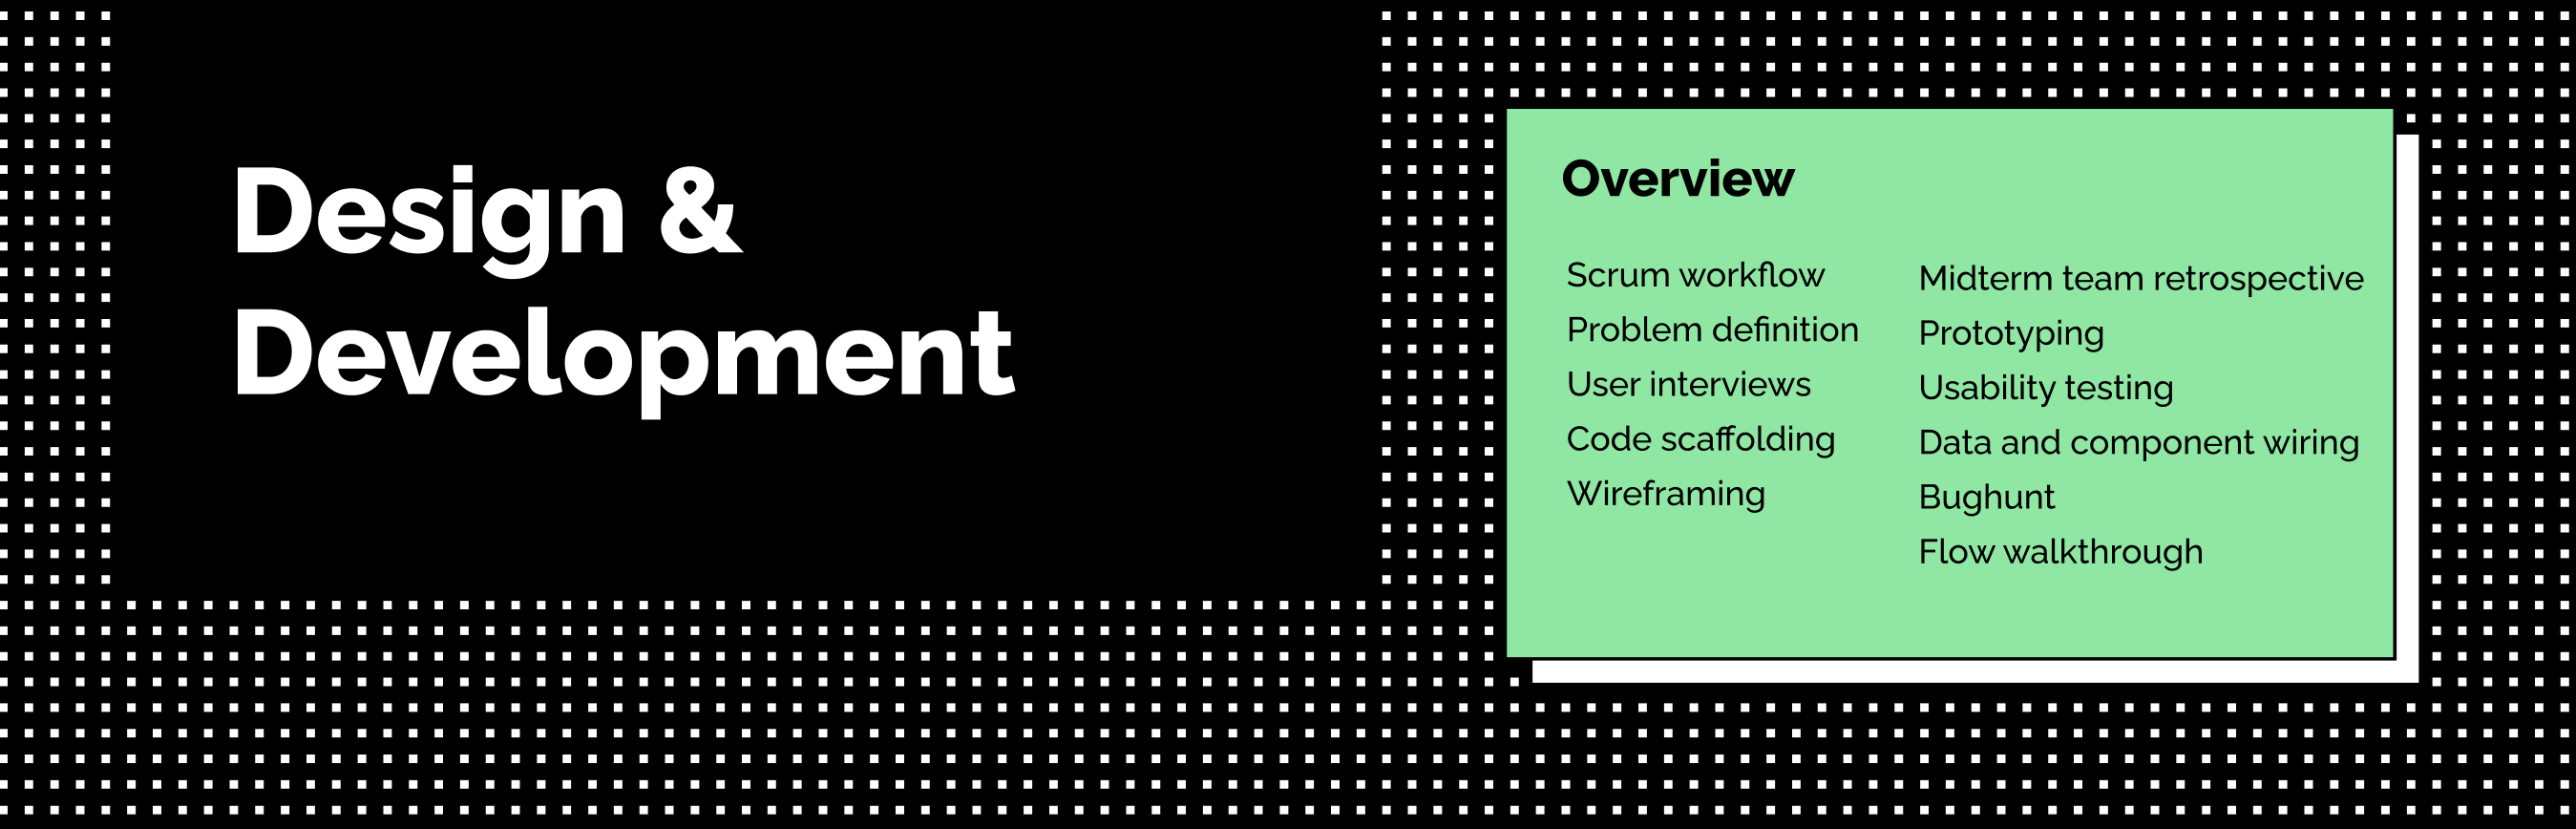 Design &
Development
Overview
Scrum workflow
Problem definition
User interviews
Code scaffolding
Wireframing
Midterm team retrospective
Prototyping
Usability testing
Data and component wiring
Bughunt
Flow walkthrough